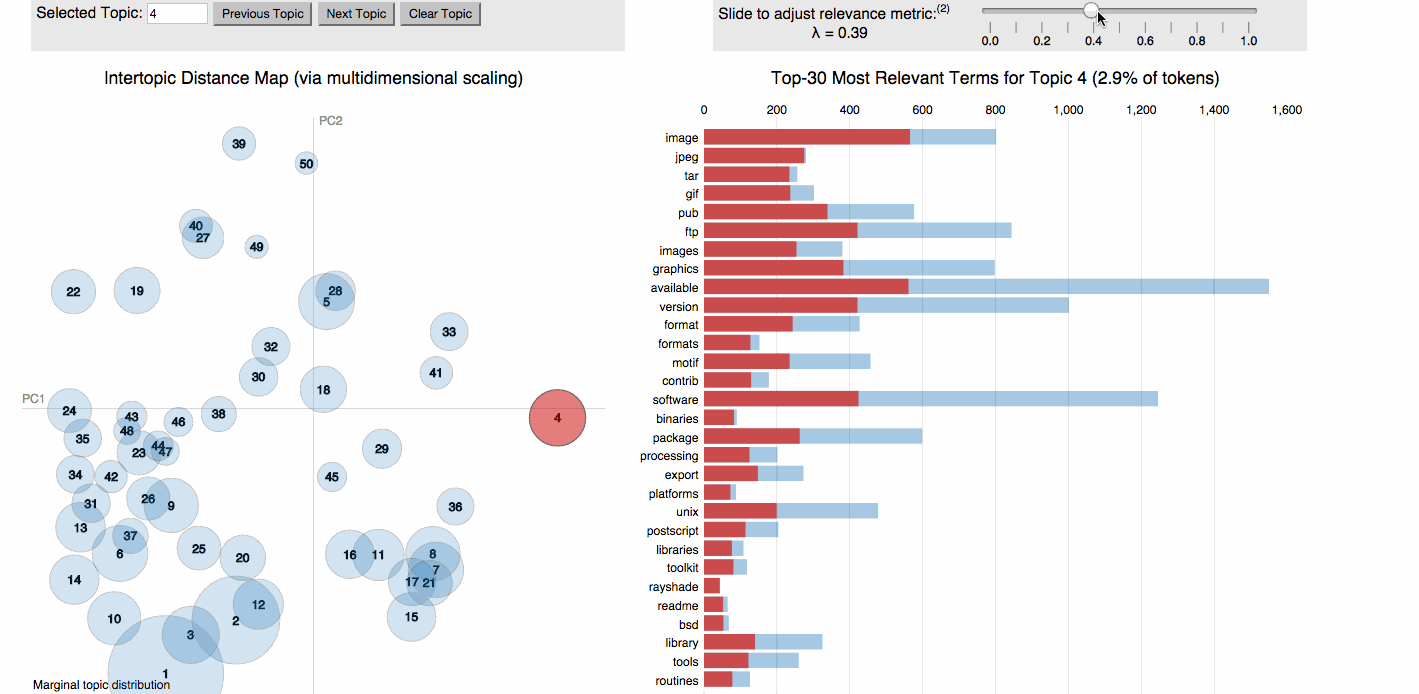 Selected Topic: 4 Previous Topic Next Topic Clear Topic
Slide to adjust relevance metric:(2)
λ = 0.39
0.0 0.2 0.4 0.6 0.8 1.0
Intertopic Distance Map (via multidimensional scaling)
PC2
PC1
39
50
40
27
49
22
19
28
5
33
32
41
30
18
24
43
38
4
46
48
35
44
47
23
29
34
42
45
26
31
9
36
13
37
6
25
20
16
11
8
7
14
17
21
12
10
2
15
3
1
Marginal topic distribution
Top-30 Most Relevant Terms for Topic 4 (2.9% of tokens)
0 200 400 600 800 1,000 1,200 1,400 1,600
image
jpeg
tar
gif
pub
ftp
images
graphics
available
version
format
formats
motif
contrib
software
binaries
package
processing
export
platforms
unix
postscript
libraries
toolkit
rayshade
readme
bsd
library
tools
routines